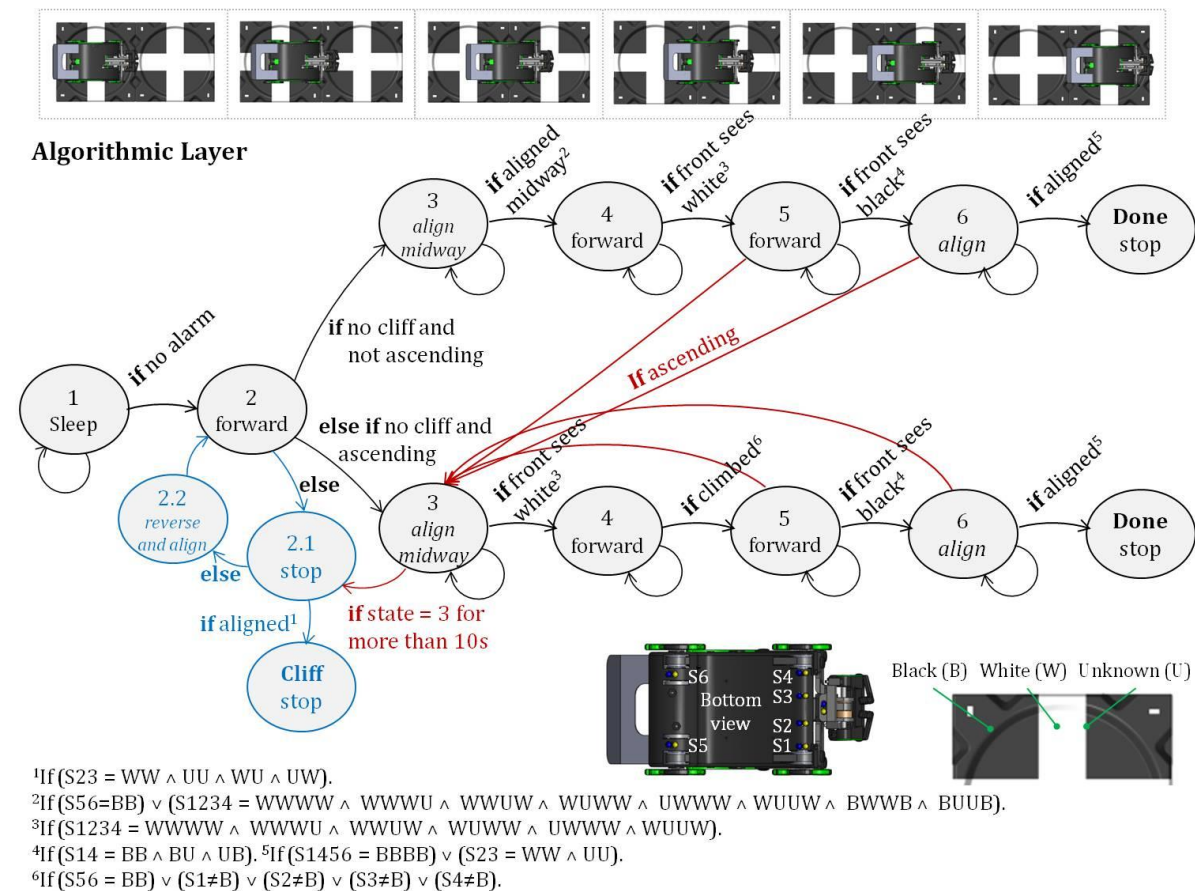 Algorithmic Layer
3
align
midway
if aligned
midway²
4
forward
if front sees
white³
5
forward
if front sees
black⁴
6
align
if aligned⁵
Done
stop
if no cliff and
not ascending
If ascending
1
Sleep
if no alarm
2
forward
else if no cliff and
ascending
else
2.2
reverse
and align
else
2.1
stop
if aligned¹
Cliff
stop
if state = 3 for
more than 10s
3
align
midway
if front sees
white³
4
forward
if climbed⁶
5
forward
if front sees
black⁴
6
align
if aligned⁵
Done
stop
S6
S4
S3
Bottom
view
S2
S5
S1
Black (B) White (W) Unknown (U)
¹If (S23 = WW ∧ UU ∧ WU ∧ UW).
²If (S56=BB) ∨ (S1234 = WWWW ∧ WWWU ∧ WWUW ∧ WUWW ∧ UWWW ∧ WUUW ∧ BWWB ∧ BUUB).
³If (S1234 = WWWW ∧ WWWU ∧ WWUW ∧ WUWW ∧ UWWW ∧ WUUW).
⁴If (S14 = BB ∧ BU ∧ UB). ⁵If (S1456 = BBBB) ∨ (S23 = WW ∧ UU).
⁶If (S56 = BB) ∨ (S1≠B) ∨ (S2≠B) ∨ (S3≠B) ∨ (S4≠B).